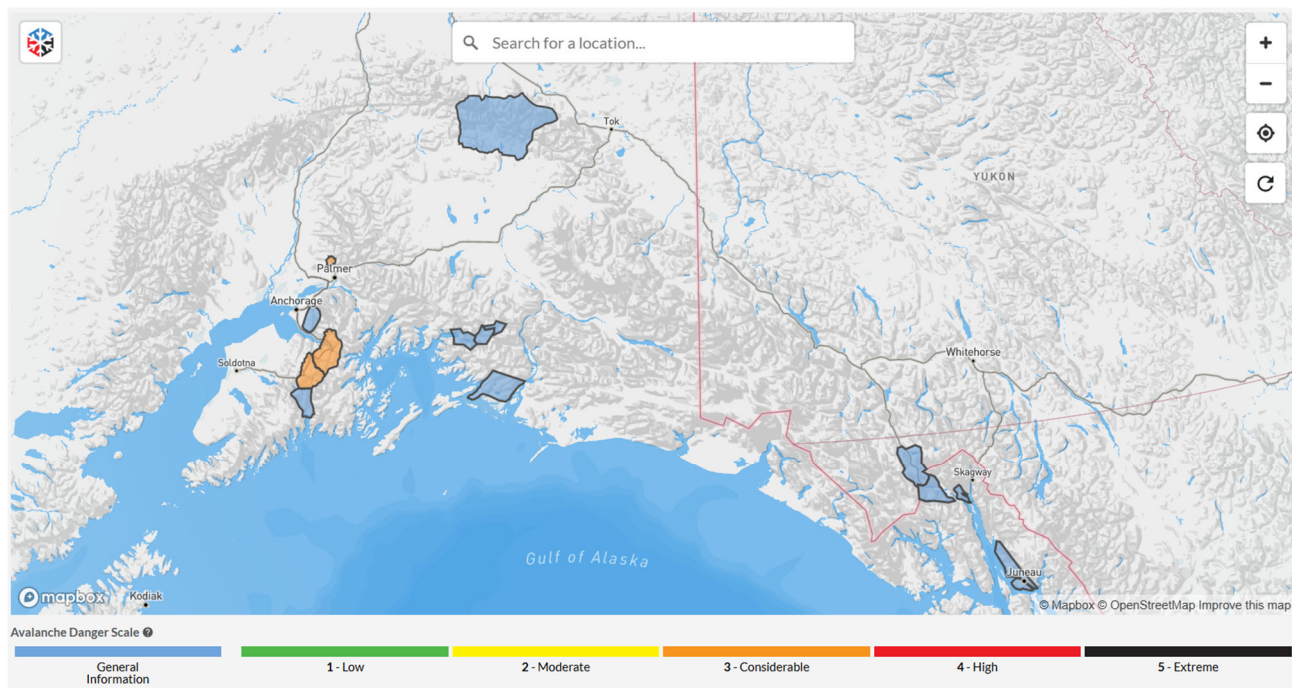 Search for a location...
Tok
YUKON
Palmer
Anchorage
Soldotna
Whitehorse
Skagway
Gulf of Alaska
Juneau
mapbox
Kodiak
© Mapbox © OpenStreetMap Improve this map
Avalanche Danger Scale ?
General
Information
1 - Low
2 - Moderate
3 - Considerable
4 - High
5 - Extreme